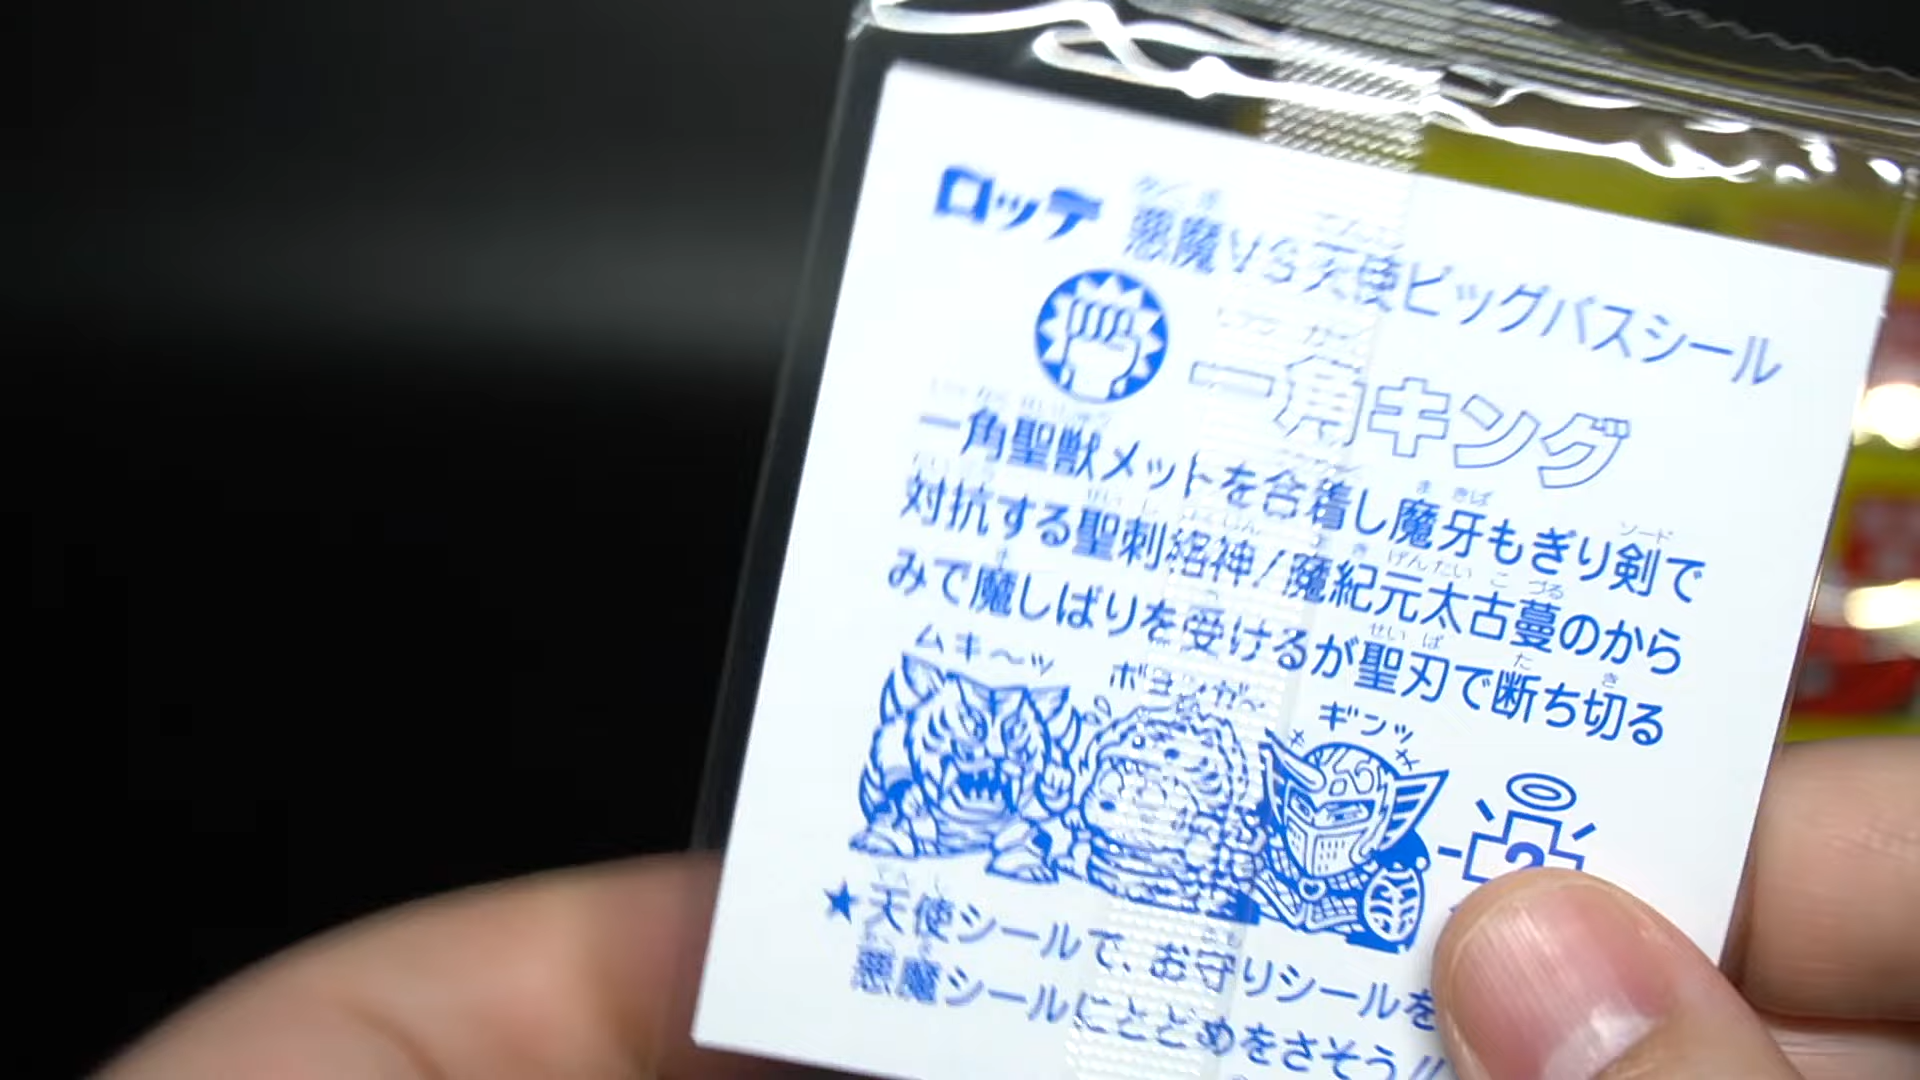 ロッテ 悪魔VS天使ビッグバスシール
一角キング
一角聖獣メットを合着し魔牙もぎり剣で
対抗する聖刺絡神!魔紀元太古蔓のから
みで魔しばりを受けるが聖刃で断ち切る
ムキ〜ッ ボヨンガ〜 ギンッ
?
★天使シールで、お守りシールを
悪魔シールにとどめをさそう!!